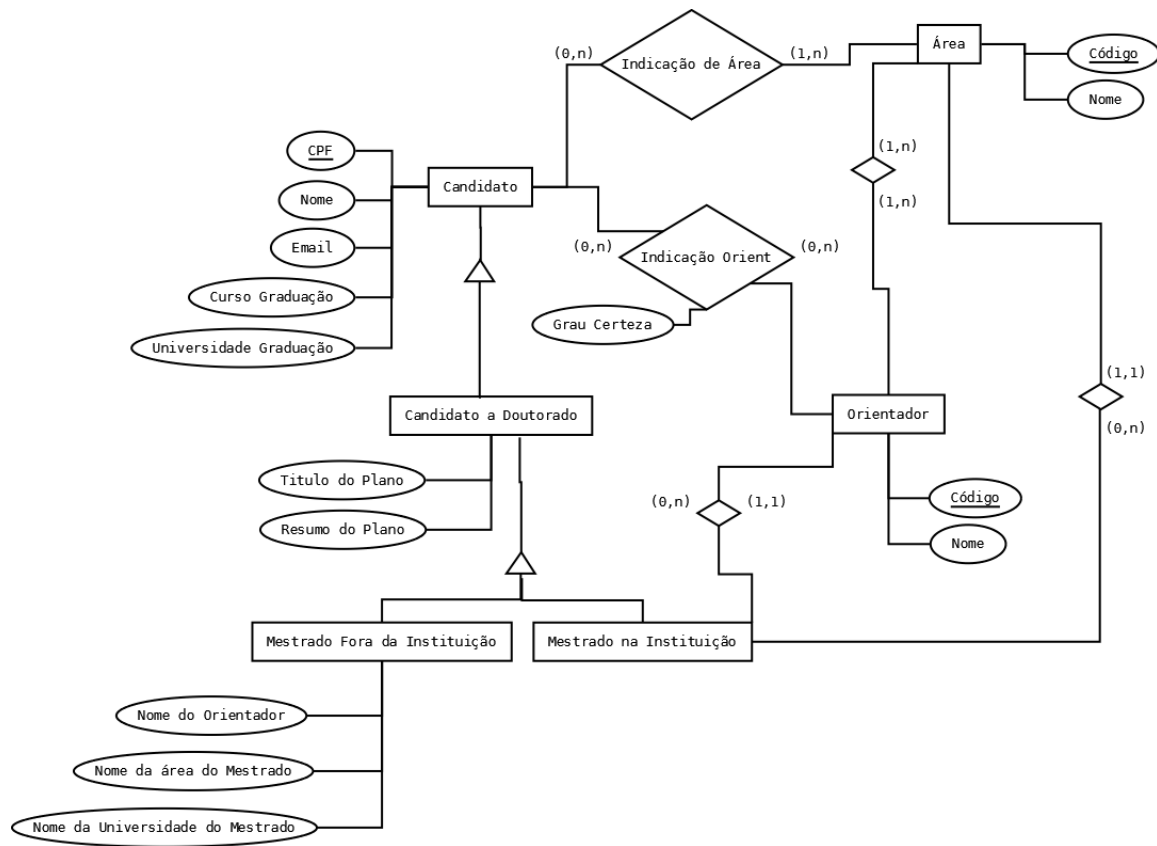 (0,n)
Indicação de Área
(1,n)
Área
Código
Nome
CPF
Nome
Email
Curso Graduação
Universidade Graduação
Candidato
(1,n)
(1,n)
(0,n)
Indicação Orient
(0,n)
Grau Certeza
(1,1)
(0,n)
Candidato a Doutorado
Orientador
Titulo do Plano
Resumo do Plano
(0,n)
(1,1)
Código
Nome
Mestrado Fora da Instituição
Mestrado na Instituição
Nome do Orientador
Nome da área do Mestrado
Nome da Universidade do Mestrado